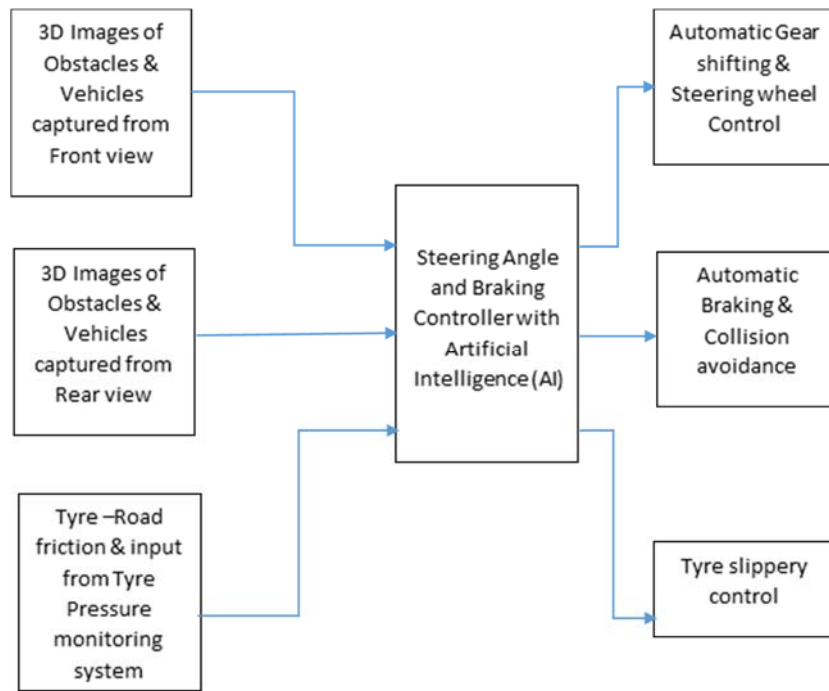 3D Images of
Obstacles &
Vehicles
captured from
Front view
3D Images of
Obstacles &
Vehicles
captured from
Rear view
Tyre –Road
friction & input
from Tyre
Pressure
monitoring
system
Steering Angle
and Braking
Controller with
Artificial
Intelligence (AI)
Automatic Gear
shifting &
Steering wheel
Control
Automatic
Braking &
Collision
avoidance
Tyre slippery
control